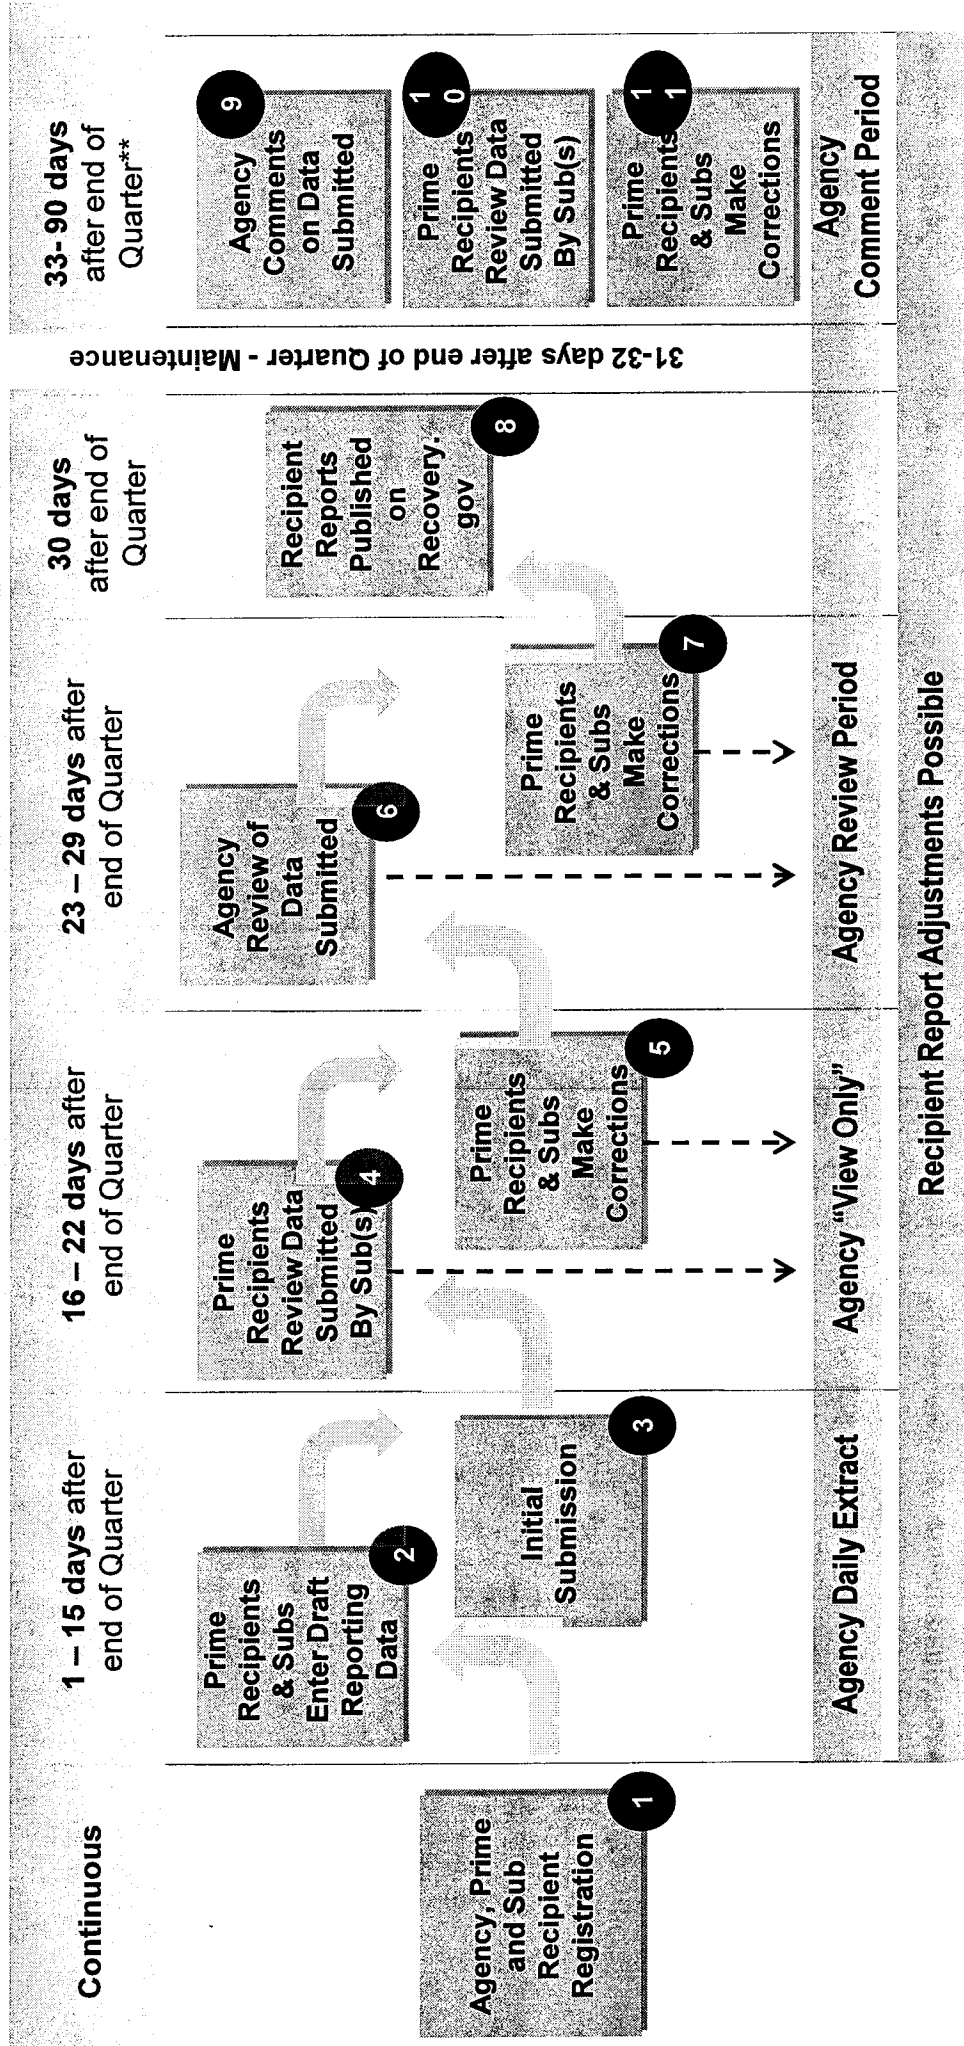 Continuous
1 – 15 days after
end of Quarter
16 – 22 days after
end of Quarter
23 – 29 days after
end of Quarter
30 days
after end of
Quarter
31-32 days after end of Quarter - Maintenance
33- 90 days
after end of
Quarter**
Agency, Prime
and Sub
Recipient
Registration
1
Prime
Recipients
& Subs
Enter Draft
Reporting
Data
2
Initial
Submission
3
Prime
Recipients
Review Data
Submitted
By Sub(s)
4
Prime
Recipients
& Subs
Make
Corrections
5
Agency
Review of
Data
Submitted
6
Prime
Recipients
& Subs
Make
Corrections
7
Recipient
Reports
Published
on
Recovery.
gov
8
Agency
Comments
on Data
Submitted
9
Prime
Recipients
Review Data
Submitted
By Sub(s)
1
0
Prime
Recipients
& Subs
Make
Corrections
1
1
Agency Daily Extract
Agency “View Only”
Agency Review Period
Agency
Comment Period
Recipient Report Adjustments Possible